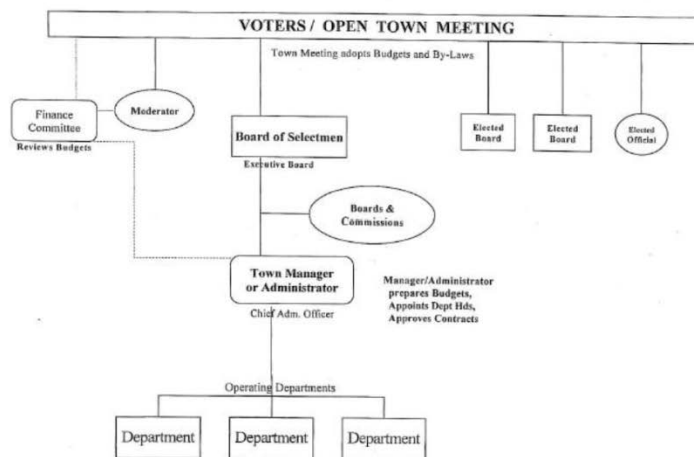 VOTERS / OPEN TOWN MEETING
Town Meeting adopts Budgets and By-Laws
Finance
Committee
Reviews Budgets
Moderator
Board of Selectmen
Executive Board
Elected
Board
Elected
Board
Elected
Official
Boards &
Commissions
Town Manager
or Administrator
Chief Adm. Officer
Manager/Administrator
prepares Budgets,
Appoints Dept Hds,
Approves Contracts
Operating Departments
Department
Department
Department